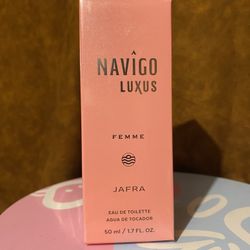 NAVIGO
LUXUS
FEMME
JAFRA
EAU DE TOILETTE
AGUA DE TOCADOR
50 ml / 1.7 FL. OZ.